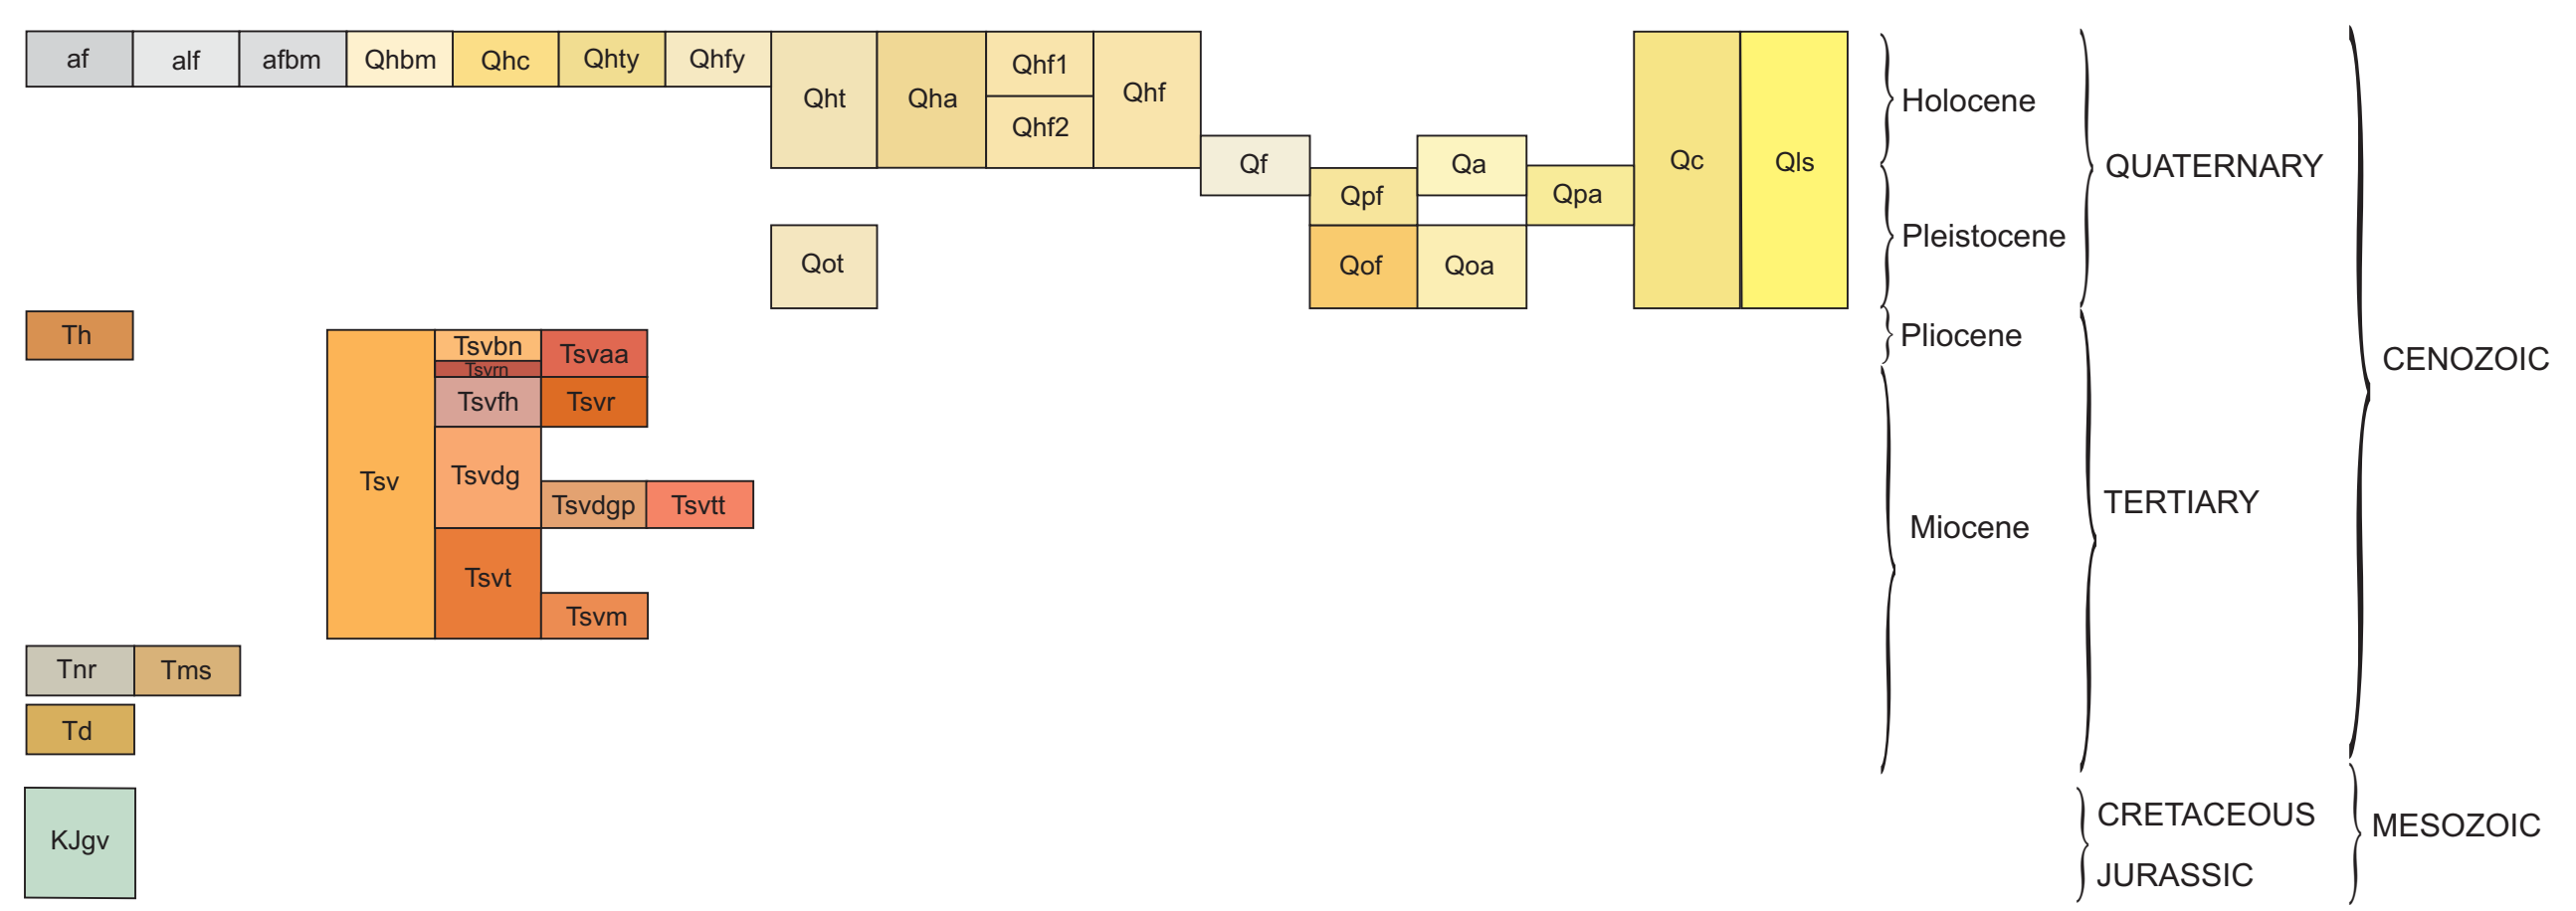 af alf afbm Qhbm Qhc Qhty Qhfy Qht Qha Qhf1 Qhf
Qhf2
Qf Qpf Qa Qpa Qc Qls
Qot Qof Qoa
Th
Tsv Tsvbn Tsvaa
Tsvrn
Tsvfh Tsvr
Tsvdg
Tsvdgp Tsvtt
Tsvt
Tsvm
Tnr Tms
Td
KJgv
Holocene
Pleistocene
Pliocene
Miocene
QUATERNARY
TERTIARY
CRETACEOUS
JURASSIC
CENOZOIC
MESOZOIC